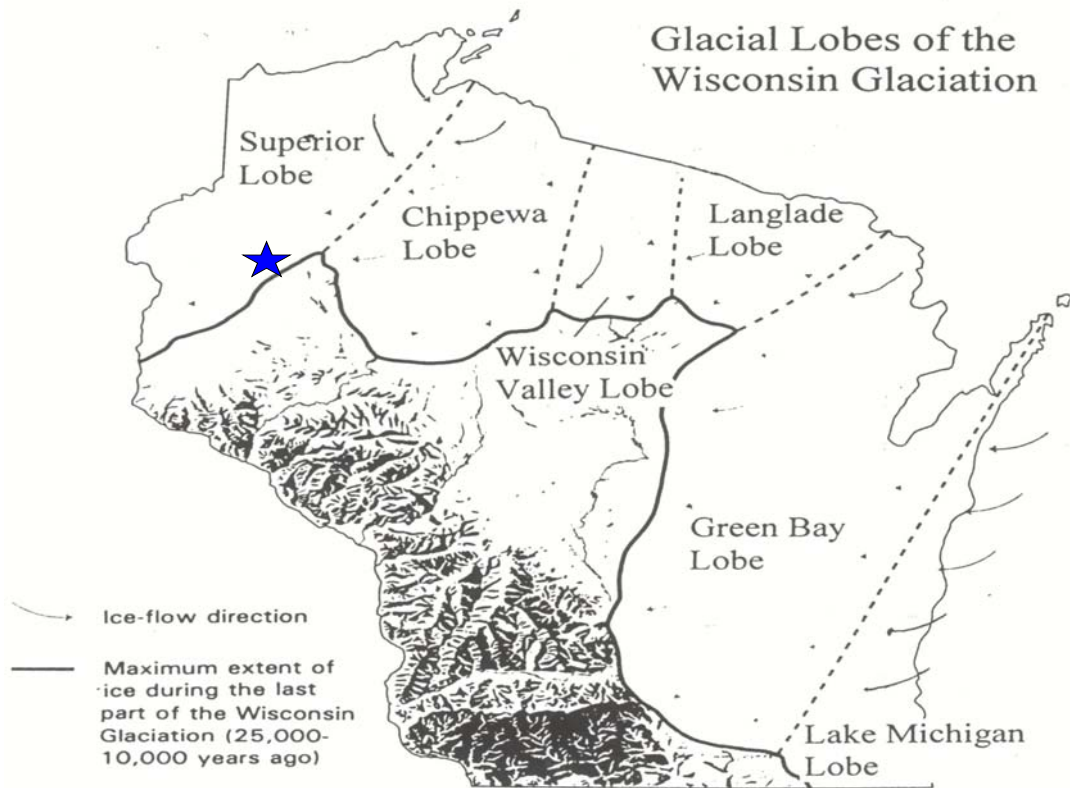 Glacial Lobes of the
Wisconsin Glaciation
Superior
Lobe
Chippewa
Lobe
Langlade
Lobe
Wisconsin
Valley Lobe
Green Bay
Lobe
Lake Michigan
Lobe
Ice-flow direction
Maximum extent of
ice during the last
part of the Wisconsin
Glaciation (25,000-
10,000 years ago)